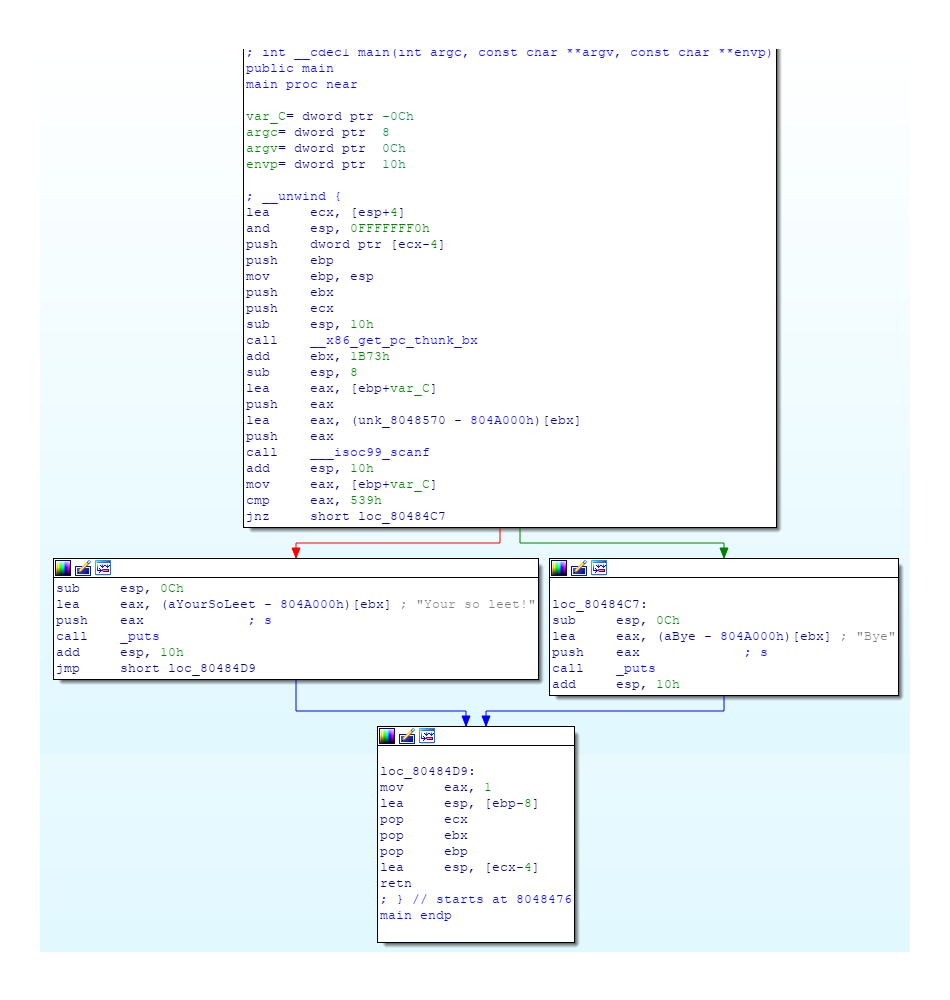 ; int __cdecl main(int argc, const char **argv, const char **envp)
public main
main proc near
var_C= dword ptr -0Ch
argc= dword ptr  8
argv= dword ptr  0Ch
envp= dword ptr  10h
; __unwind {
lea     ecx, [esp+4]
and     esp, 0FFFFFFF0h
push    dword ptr [ecx-4]
push    ebp
mov     ebp, esp
push    ebx
push    ecx
sub     esp, 10h
call    __x86_get_pc_thunk_bx
add     ebx, 1B73h
sub     esp, 8
lea     eax, [ebp+var_C]
push    eax
lea     eax, (unk_8048570 - 804A000h)[ebx]
push    eax
call    ___isoc99_scanf
add     esp, 10h
mov     eax, [ebp+var_C]
cmp     eax, 539h
jnz     short loc_80484C7
sub     esp, 0Ch
lea     eax, (aYourSoLeet - 804A000h)[ebx] ; "Your so leet!"
push    eax             ; s
call    _puts
add     esp, 10h
jmp     short loc_80484D9
loc_80484C7:
sub     esp, 0Ch
lea     eax, (aBye - 804A000h)[ebx] ; "Bye"
push    eax             ; s
call    _puts
add     esp, 10h
loc_80484D9:
mov     eax, 1
lea     esp, [ebp-8]
pop     ecx
pop     ebx
pop     ebp
lea     esp, [ecx-4]
retn
; } // starts at 8048476
main endp